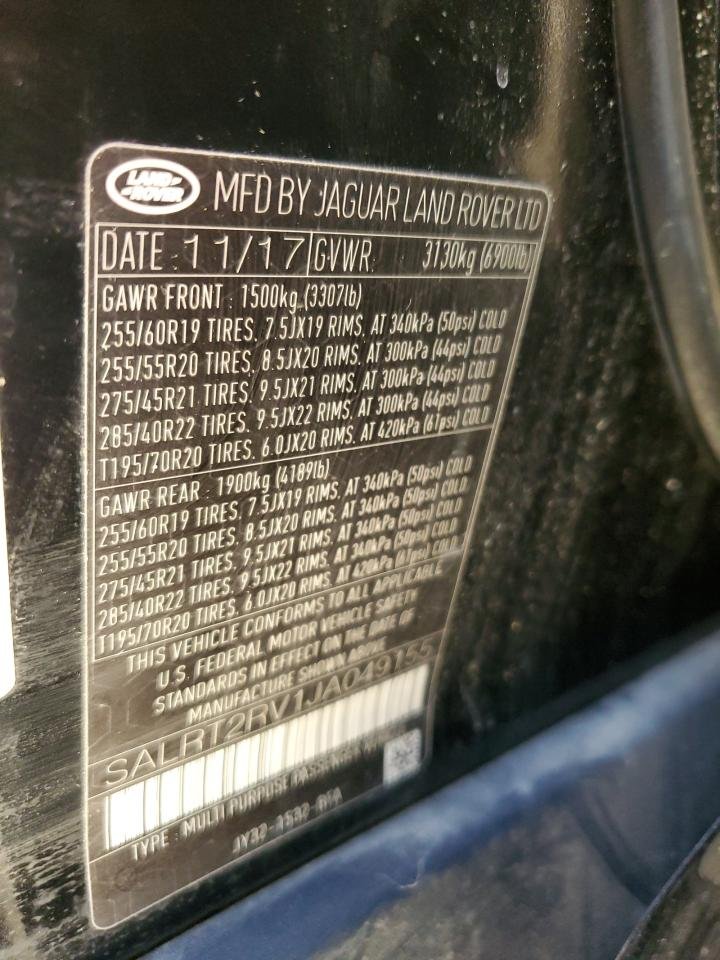 LAND
ROVER
MFD BY JAGUAR LAND ROVER LTD
DATE : 11/17 GVWR 3130kg (6900lb)
GAWR FRONT : 1500kg (3307lb)
255/60R19 TIRES, 7.5JX19 RIMS, AT 340kPa (50psi) COLD
255/55R20 TIRES, 8.5JX20 RIMS, AT 300kPa (44psi) COLD
275/45R21 TIRES, 9.5JX21 RIMS, AT 300kPa (44psi) COLD
285/40R22 TIRES, 9.5JX22 RIMS, AT 300kPa (44psi) COLD
T195/70R20 TIRES, 6.0JX20 RIMS, AT 420kPa (61psi) COLD
GAWR REAR : 1900kg (4189lb)
255/60R19 TIRES, 7.5JX19 RIMS, AT 340kPa (50psi) COLD
255/55R20 TIRES, 8.5JX20 RIMS, AT 340kPa (50psi) COLD
275/45R21 TIRES, 9.5JX21 RIMS, AT 340kPa (50psi) COLD
285/40R22 TIRES, 9.5JX22 RIMS, AT 340kPa (50psi) COLD
T195/70R20 TIRES, 6.0JX20 RIMS, AT 420kPa (61psi) COLD
THIS VEHICLE CONFORMS TO ALL APPLICABLE
U.S. FEDERAL MOTOR VEHICLE SAFETY
STANDARDS IN EFFECT ON THE DATE OF
MANUFACTURE SHOWN ABOVE
SALRT2RV1JA049155
TYPE : MULTI PURPOSE PASSENGER